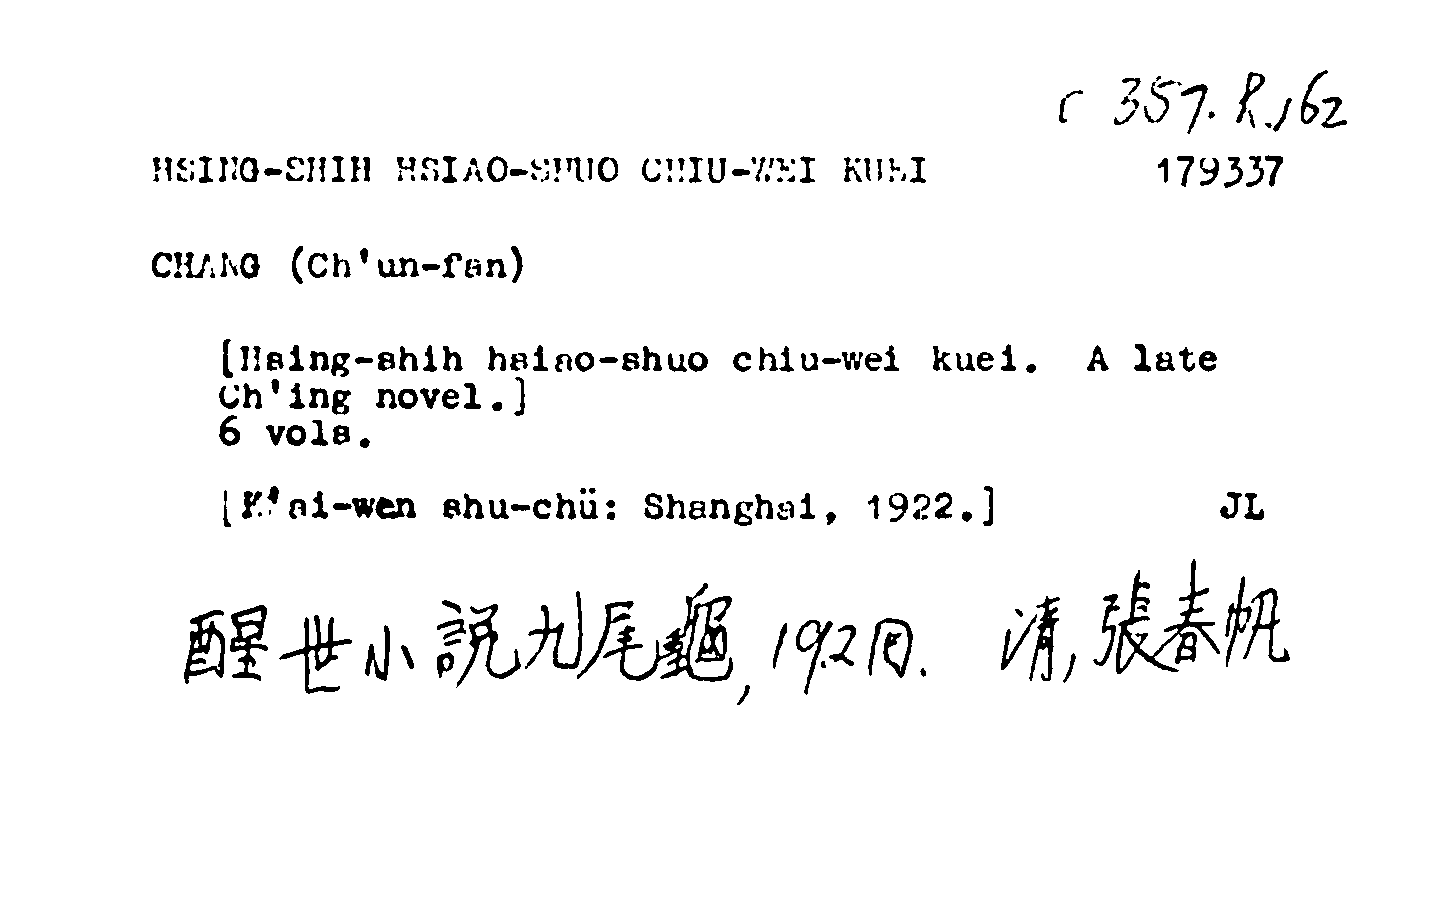 c 357. R.162
HSING-SHIH HSIAO-SHUO CHIU-WEI KUEI 179337
CHANG (Ch'un-fan)
[Hsing-shih hsiao-shuo chiu-wei kuei. A late
Ch'ing novel.]
6 vols.
[K'ai-wen shu-chü: Shanghai, 1922.] JL
醒世小說九尾龜, 192回. 清, 張春帆